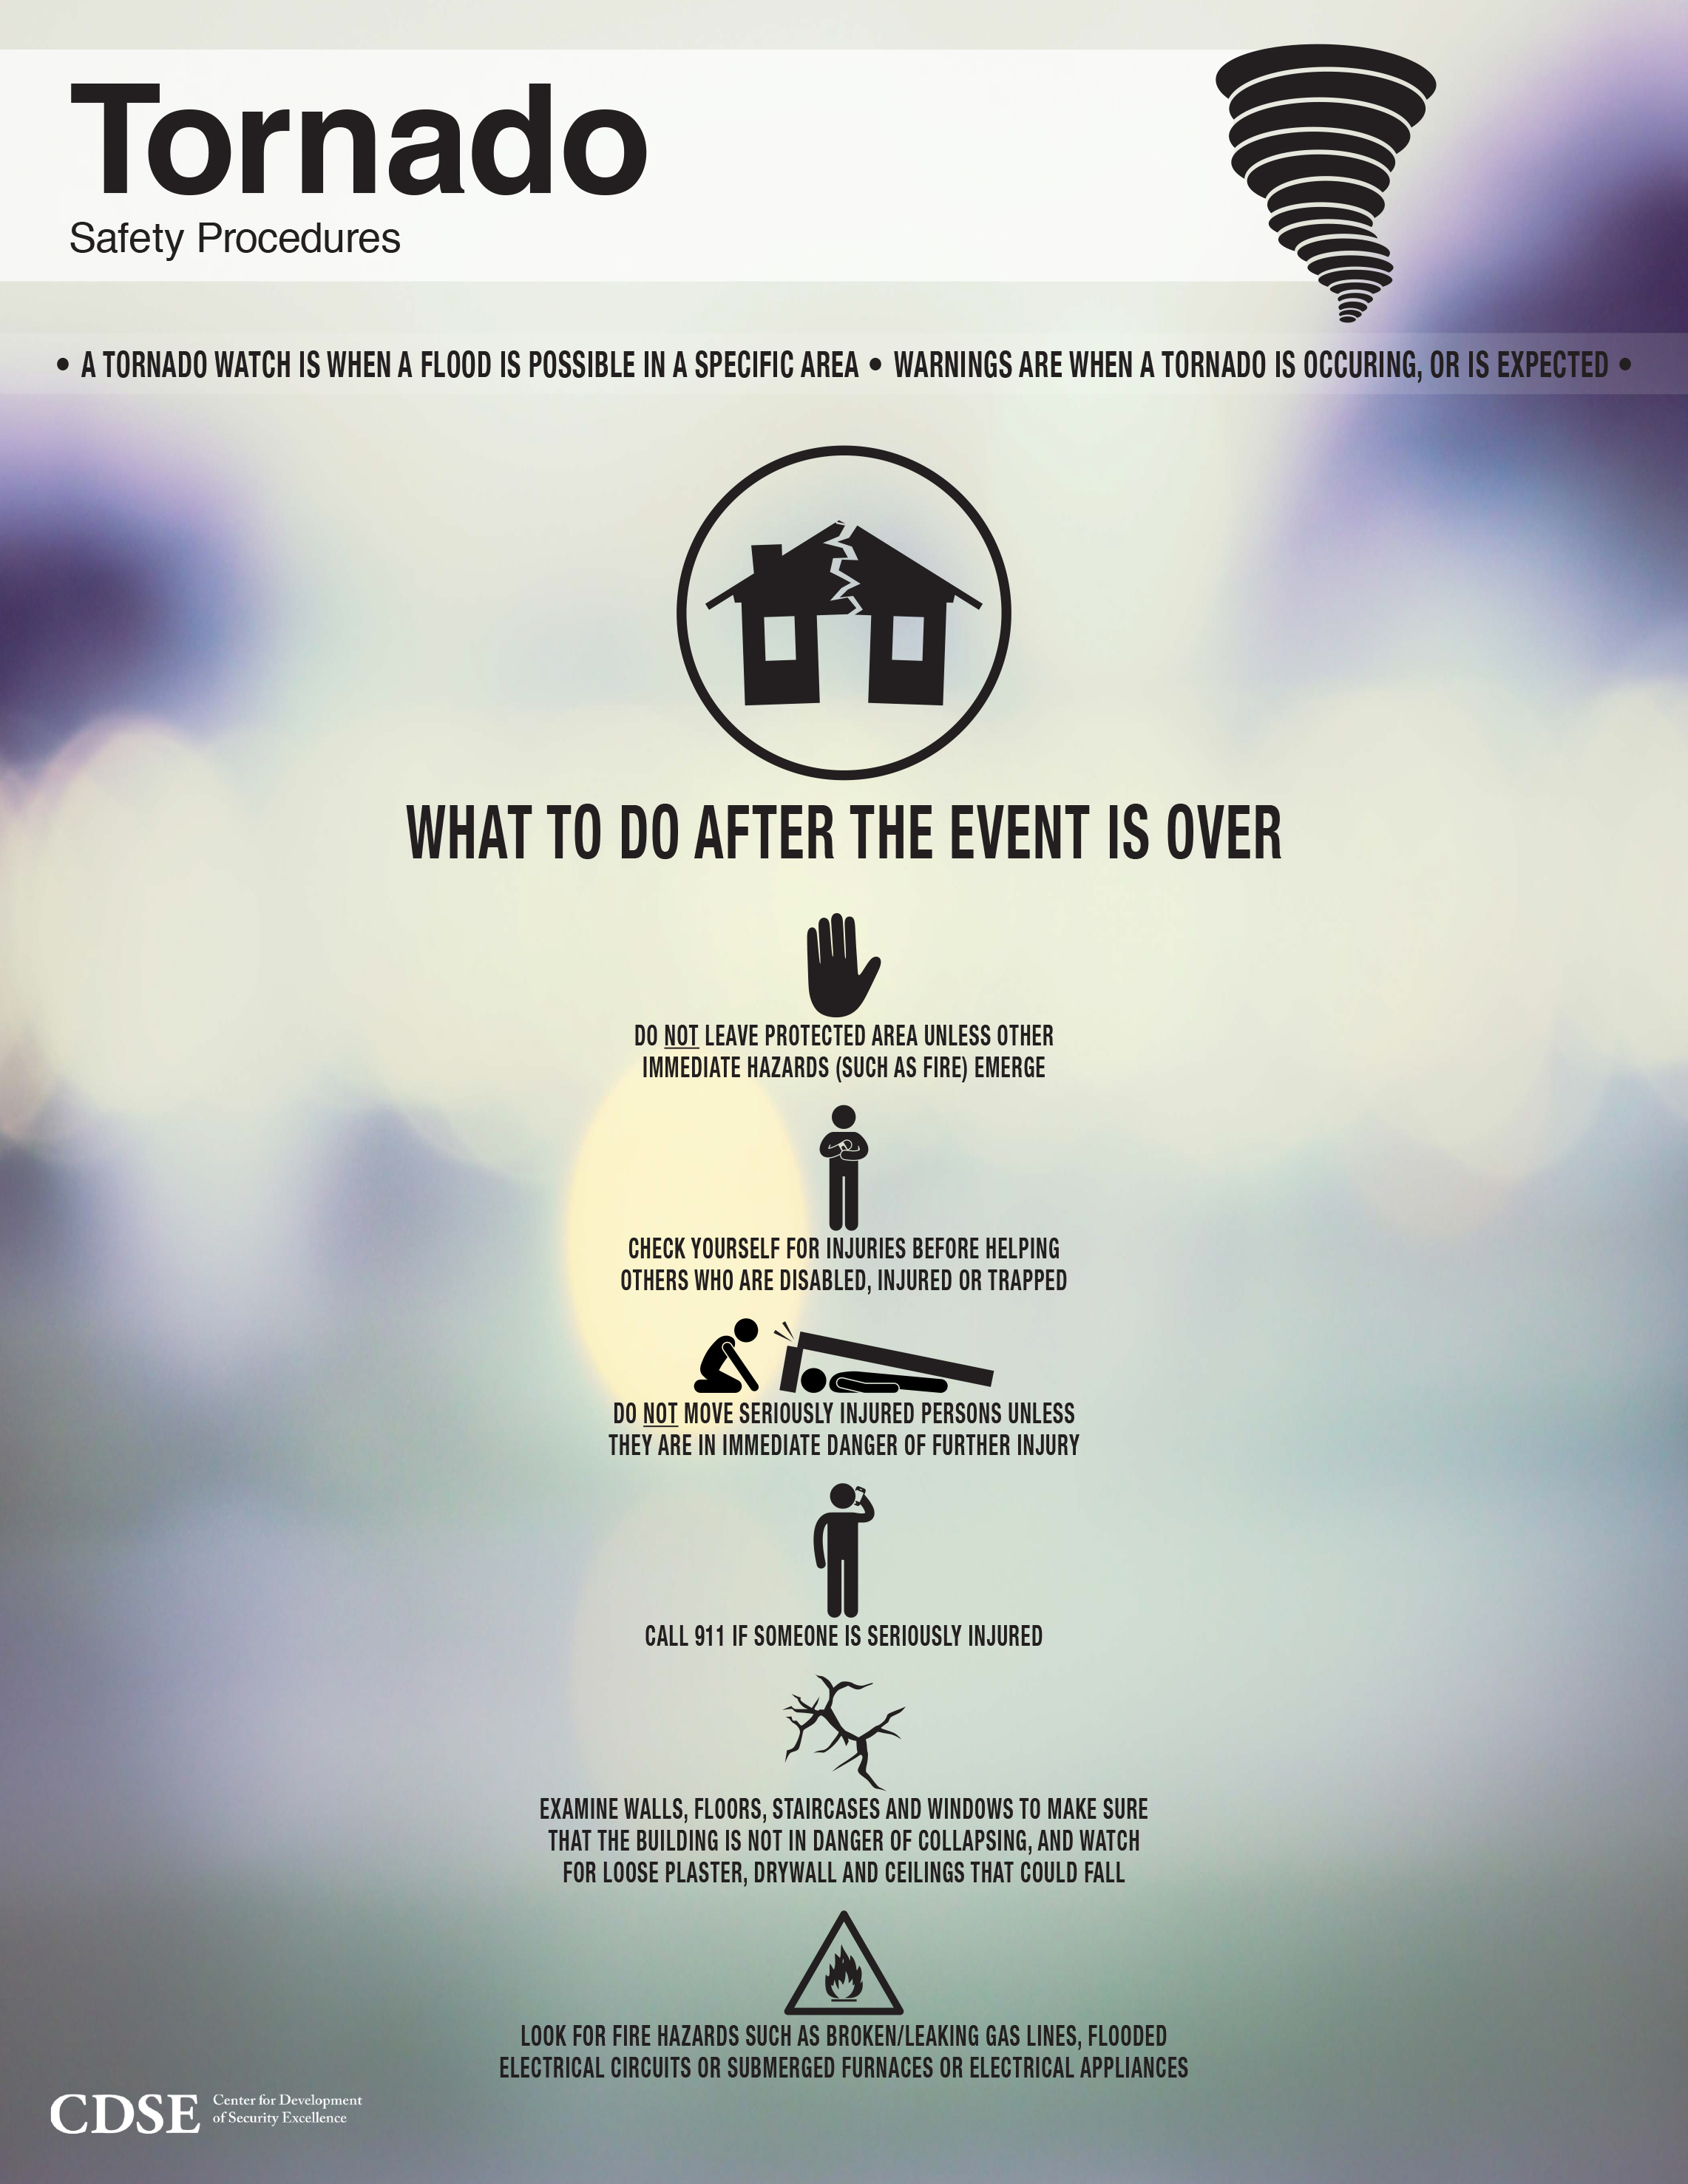 Tornado
Safety Procedures
• A TORNADO WATCH IS WHEN A FLOOD IS POSSIBLE IN A SPECIFIC AREA • WARNINGS ARE WHEN A TORNADO IS OCCURING, OR IS EXPECTED •
WHAT TO DO AFTER THE EVENT IS OVER
DO NOT LEAVE PROTECTED AREA UNLESS OTHER
IMMEDIATE HAZARDS (SUCH AS FIRE) EMERGE
CHECK YOURSELF FOR INJURIES BEFORE HELPING
OTHERS WHO ARE DISABLED, INJURED OR TRAPPED
DO NOT MOVE SERIOUSLY INJURED PERSONS UNLESS
THEY ARE IN IMMEDIATE DANGER OF FURTHER INJURY
CALL 911 IF SOMEONE IS SERIOUSLY INJURED
EXAMINE WALLS, FLOORS, STAIRCASES AND WINDOWS TO MAKE SURE
THAT THE BUILDING IS NOT IN DANGER OF COLLAPSING, AND WATCH
FOR LOOSE PLASTER, DRYWALL AND CEILINGS THAT COULD FALL
LOOK FOR FIRE HAZARDS SUCH AS BROKEN/LEAKING GAS LINES, FLOODED
ELECTRICAL CIRCUITS OR SUBMERGED FURNACES OR ELECTRICAL APPLIANCES
CDSE
Center for Development
of Security Excellence